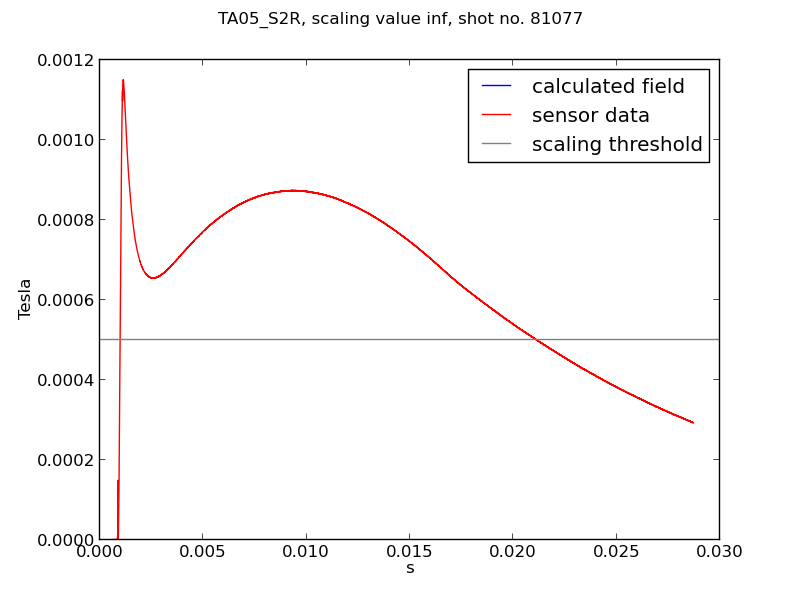 TA05_S2R, scaling value inf, shot no. 81077
calculated field
sensor data
scaling threshold
Tesla
0.0012
0.0010
0.0008
0.0006
0.0004
0.0002
0.0000
0.000 0.005 0.010 0.015 0.020 0.025 0.030
s